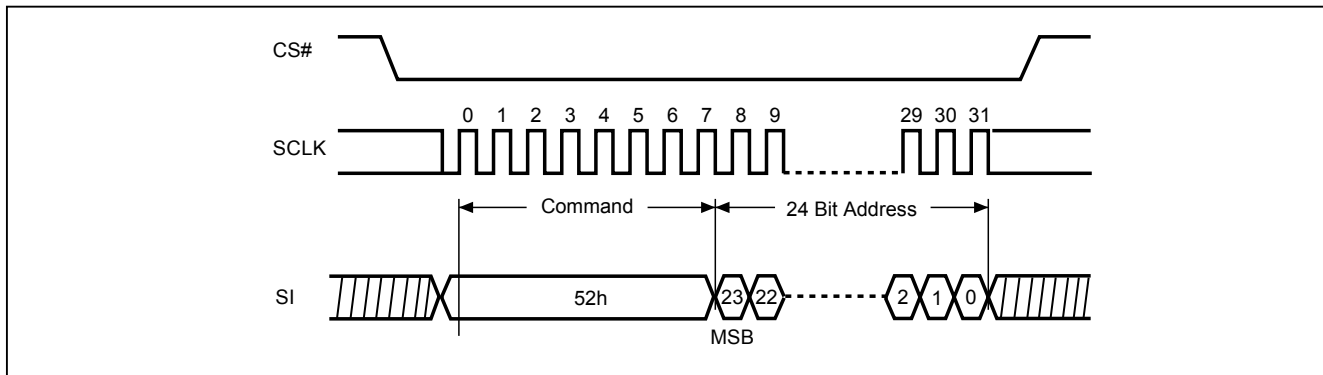 CS#
0 1 2 3 4 5 6 7 8 9 29 30 31
SCLK
Command 24 Bit Address
SI 52h 23 22 2 1 0
MSB